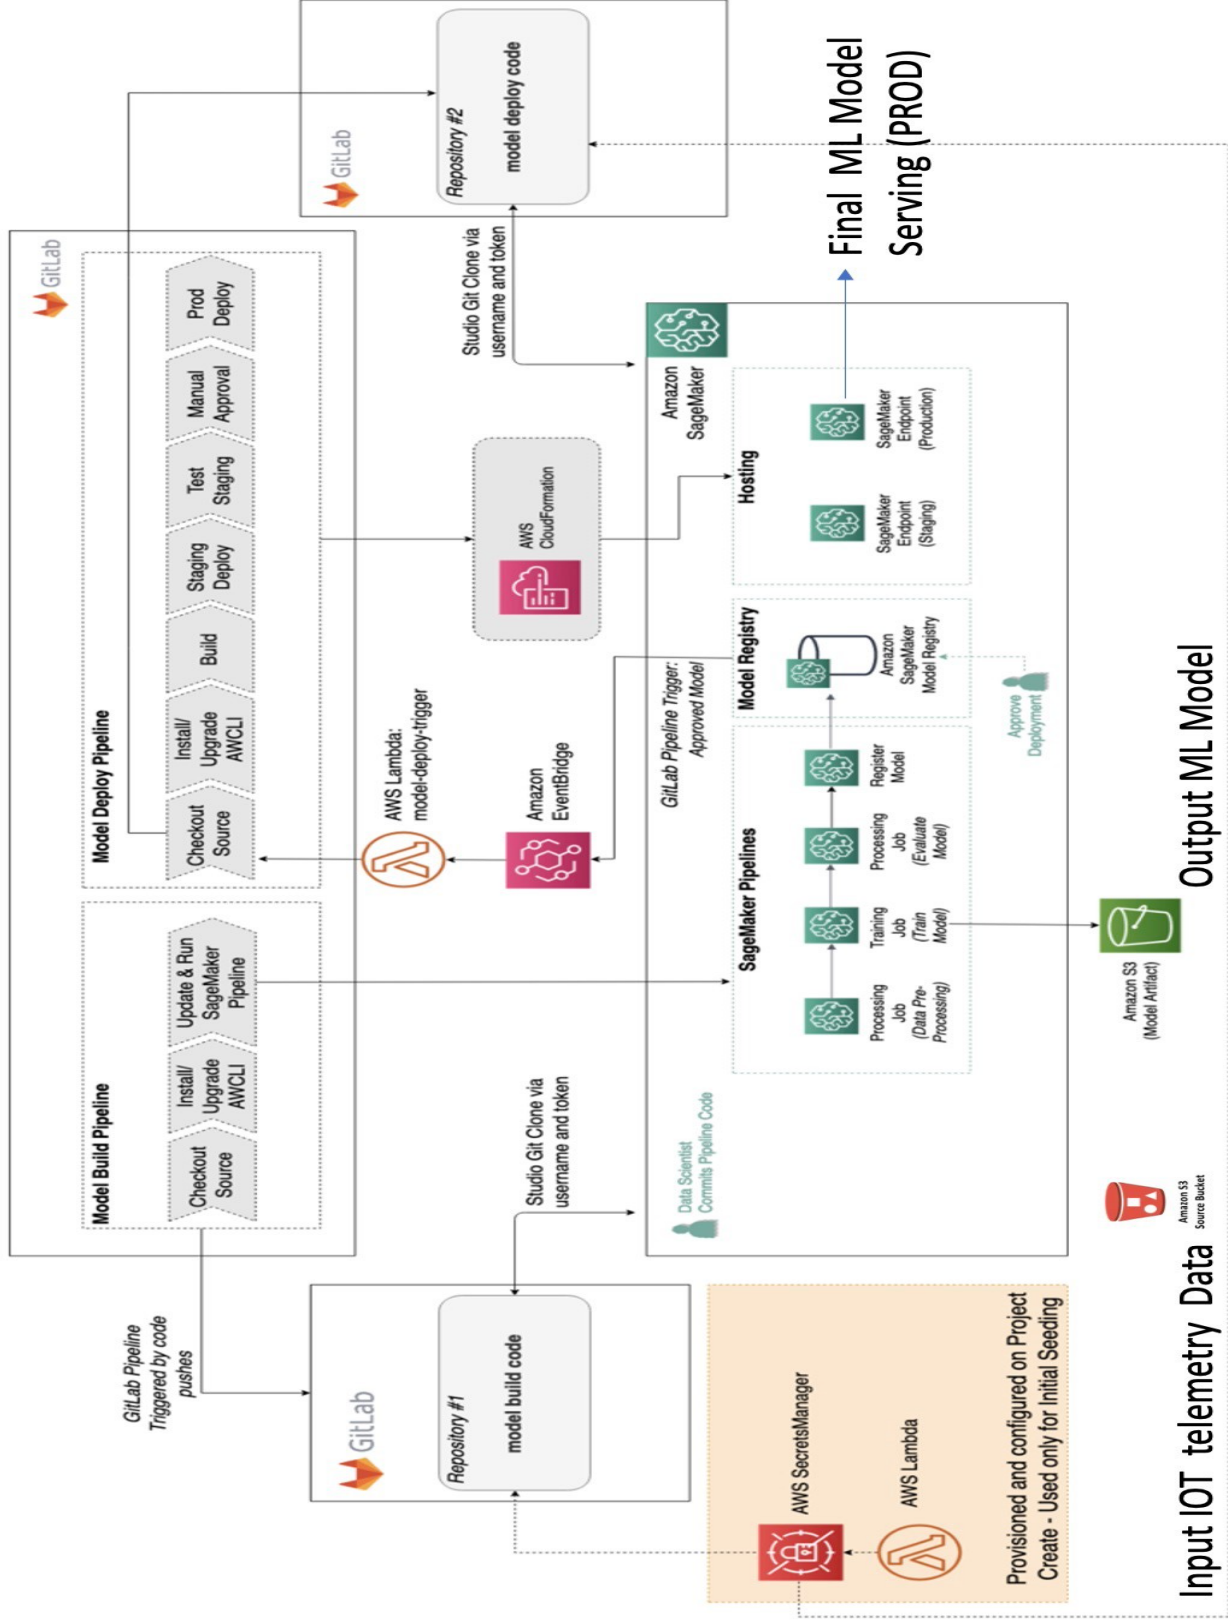 GitLab Pipeline
Triggered by code
pushes
Model Build Pipeline
Checkout
Source
Install/
Upgrade
AWCLI
Update & Run
SageMaker
Pipeline
Model Deploy Pipeline
Checkout
Source
Install/
Upgrade
AWCLI
Build
Staging
Deploy
Test
Staging
Manual
Approval
Prod
Deploy
GitLab
GitLab
Repository #1
model build code
Studio Git Clone via
username and token
AWS Lambda:
model-deploy-trigger
Amazon
EventBridge
AWS
CloudFormation
Studio Git Clone via
username and token
GitLab
Repository #2
model deploy code
GitLab Pipeline Trigger:
Approved Model
Amazon
SageMaker
Data Scientist
Commits Pipeline Code
SageMaker Pipelines
Processing
Job
(Data Pre-
Processing)
Training
Job
(Train
Model)
Processing
Job
(Evaluate
Model)
Register
Model
Model Registry
Amazon
SageMaker
Model Registry
Approve
Deployment
Hosting
SageMaker
Endpoint
(Staging)
SageMaker
Endpoint
(Production)
Final ML Model
Serving (PROD)
AWS SecretsManager
AWS Lambda
Provisioned and configured on Project
Create - Used only for Initial Seeding
Amazon S3
(Model Artifact)
Amazon S3
Source Bucket
Input IOT telemetry Data
Output ML Model